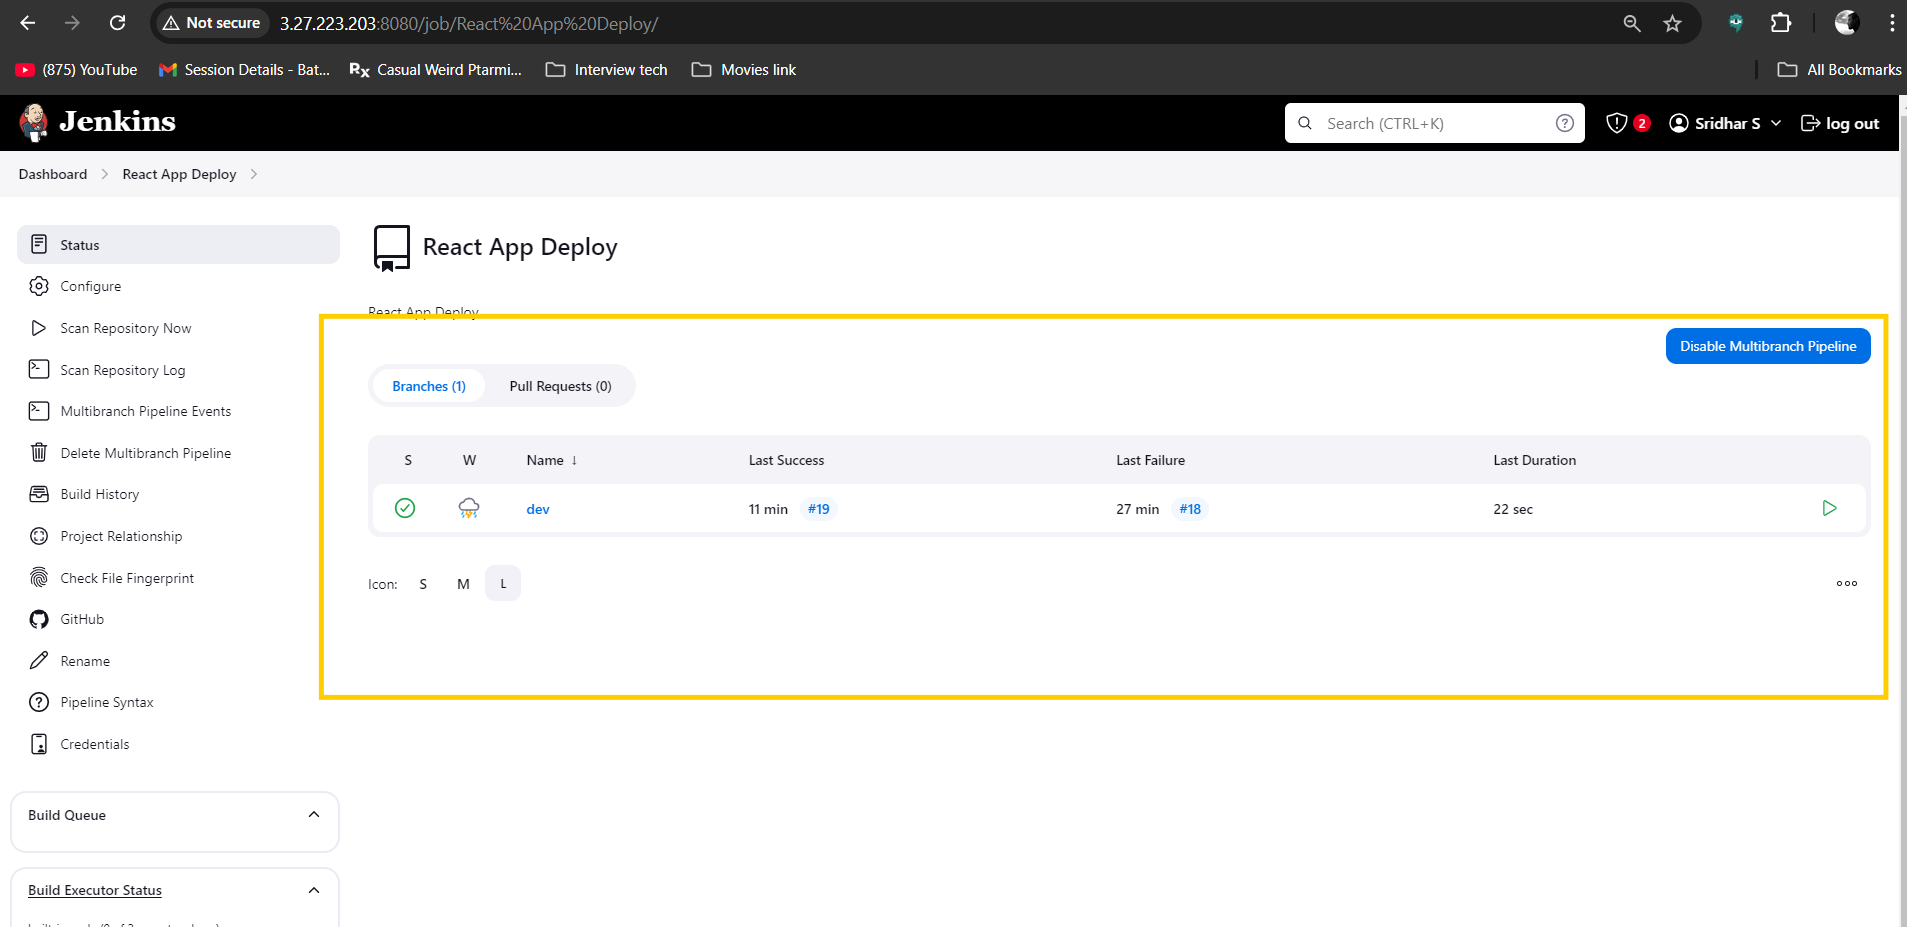 Not secure 3.27.223.203:8080/job/React%20App%20Deploy/
(875) YouTube Session Details - Bat... Rx Casual Weird Ptarmi... Interview tech Movies link All Bookmarks
Jenkins Search (CTRL+K) 2 Sridhar S log out
Dashboard React App Deploy
Status
Configure
Scan Repository Now
Scan Repository Log
Multibranch Pipeline Events
Delete Multibranch Pipeline
Build History
Project Relationship
Check File Fingerprint
GitHub
Rename
Pipeline Syntax
Credentials
Build Queue
Build Executor Status
React App Deploy
React App Deploy
Disable Multibranch Pipeline
Branches (1) Pull Requests (0)
S W Name ↓ Last Success Last Failure Last Duration
dev 11 min #19 27 min #18 22 sec
Icon: S M L